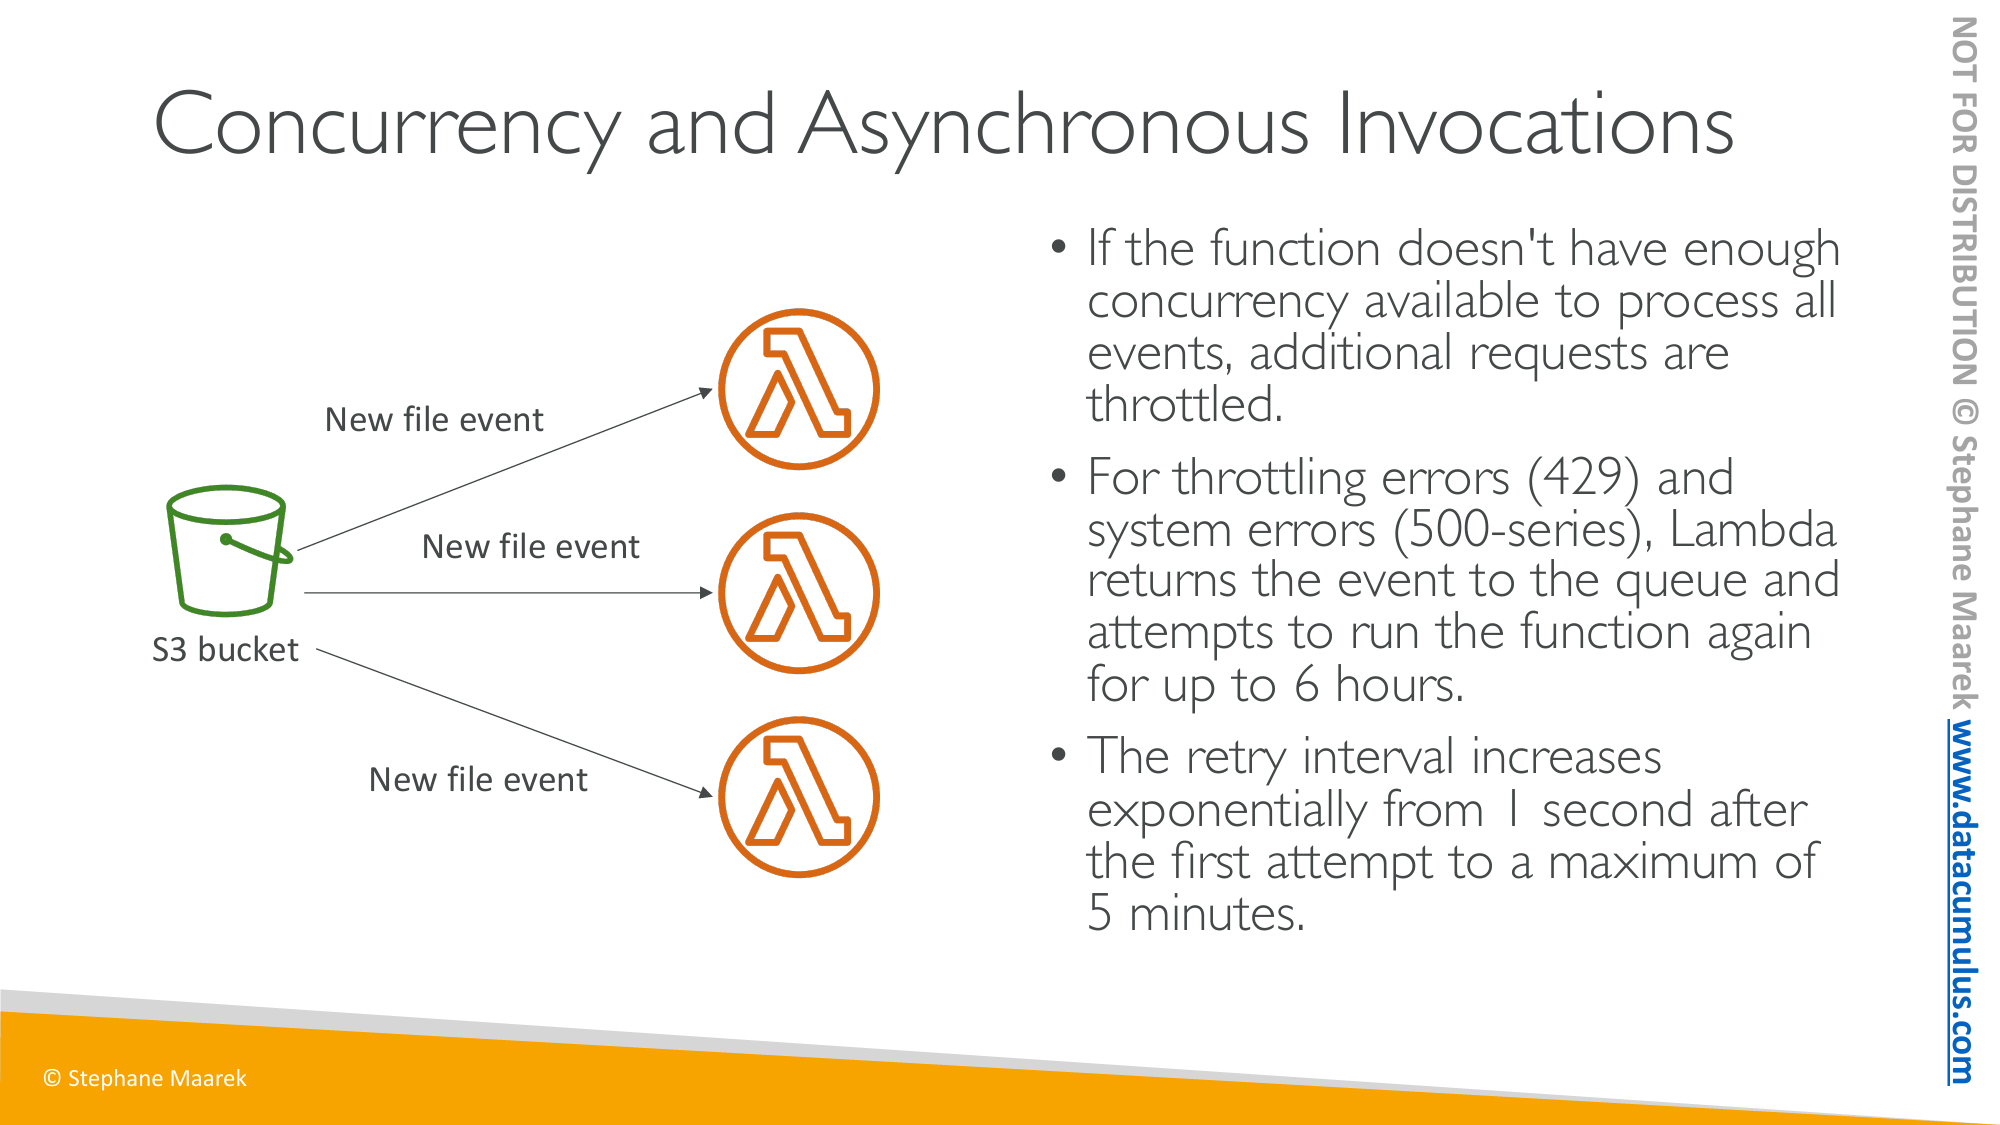 Concurrency and Asynchronous Invocations
New file event
New file event
S3 bucket
New file event
• If the function doesn't have enough
concurrency available to process all
events, additional requests are
throttled.
• For throttling errors (429) and
system errors (500-series), Lambda
returns the event to the queue and
attempts to run the function again
for up to 6 hours.
• The retry interval increases
exponentially from 1 second after
the first attempt to a maximum of
5 minutes.
© Stephane Maarek
NOT FOR DISTRIBUTION © Stephane Maarek www.datacumulus.com